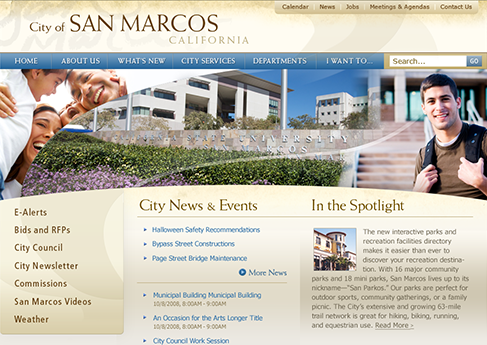 Calendar News Jobs Meetings & Agendas Contact Us
City of SAN MARCOS
CALIFORNIA
HOME ABOUT US WHAT'S NEW CITY SERVICES DEPARTMENTS I WANT TO... Search... GO
UNIVERSITY
E-Alerts
Bids and RFPs
City Council
City Newsletter
Commissions
San Marcos Videos
Weather
City News & Events
Halloween Safety Recommendations
Bypass Street Constructions
Page Street Bridge Maintenance
More News
Municipal Building Municipal Building
10/8/2008, 8:00AM - 9:00AM
An Occasion for the Arts Longer Title
10/8/2008, 8:00AM - 9:00AM
City Council Work Session
In the Spotlight
The new interactive parks and
recreation facilities directory
makes it easier than ever to
discover your recreation destina-
tion. With 16 major community
parks and 18 mini parks, San Marcos lives up to its
nickname—"San Parkos." Our parks are perfect for
outdoor sports, community gatherings, or a family
picnic. The City's extensive and growing 63-mile
trail network is great for hiking, biking, running,
and equestrian use. Read More ›